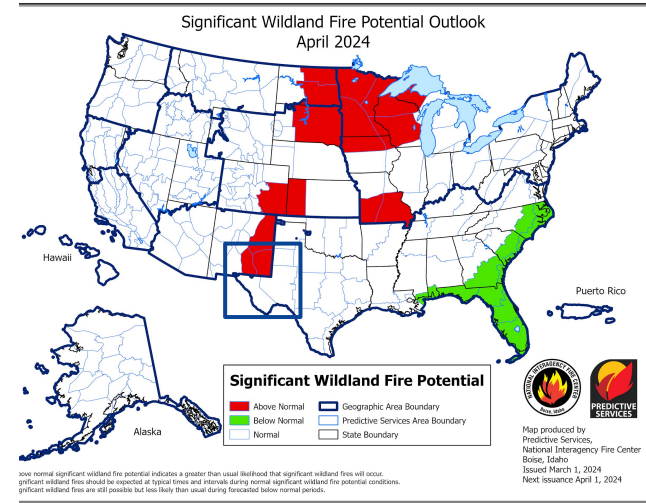 Significant Wildland Fire Potential Outlook
April 2024
Hawaii
Puerto Rico
Alaska
Significant Wildland Fire Potential
Above Normal
Geographic Area Boundary
Below Normal
Predictive Services Area Boundary
Normal
State Boundary
NATIONAL INTERAGENCY FIRE CENTER
Boise, Idaho
PREDICTIVE
SERVICES
Map produced by
Predictive Services,
National Interagency Fire Center
Boise, Idaho
Issued March 1, 2024
Next issuance April 1, 2024
ove normal significant wildland fire potential indicates a greater than usual likelihood that significant wildland fires will occur.
gnificant wildland fires should be expected at typical times and intervals during normal significant wildland fire potential conditions.
gnificant wildland fires are still possible but less likely than usual during forecasted below normal periods.